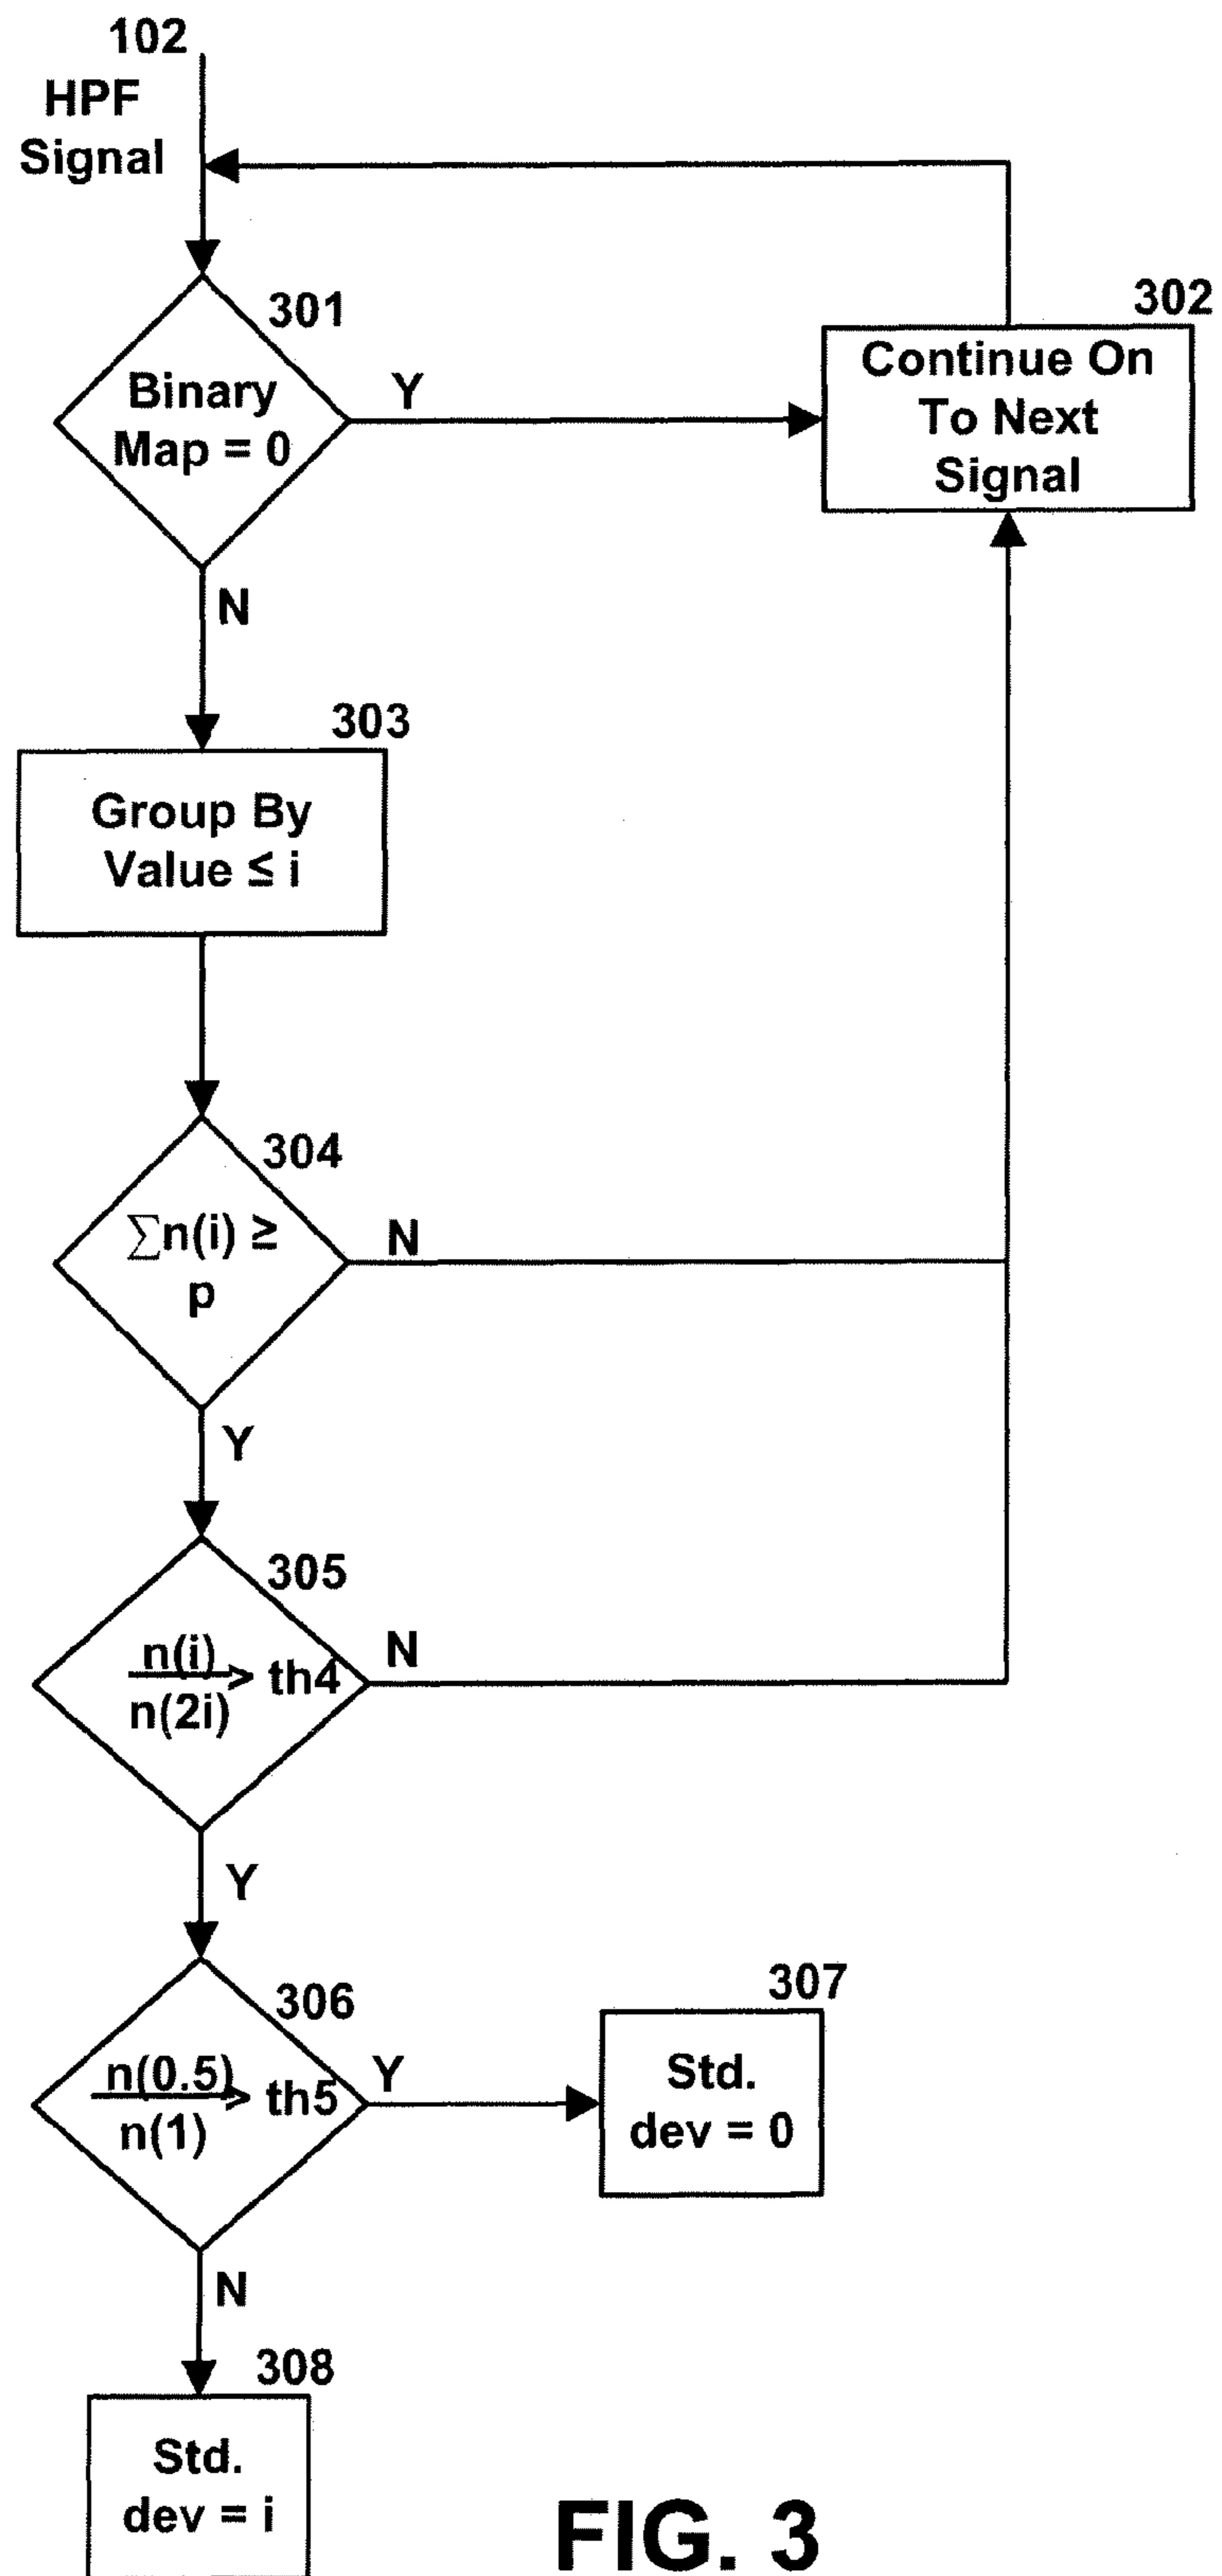 102
HPF
Signal
301
Binary
Map = 0
Y
302
Continue On
To Next
Signal
N
303
Group By
Value ≤ i
304
∑n(i) ≥
p
N
Y
305
n(i)
> th4
n(2i)
N
Y
306
n(0.5)
> th5
n(1)
Y
307
Std.
dev = 0
N
308
Std.
dev = i
FIG. 3